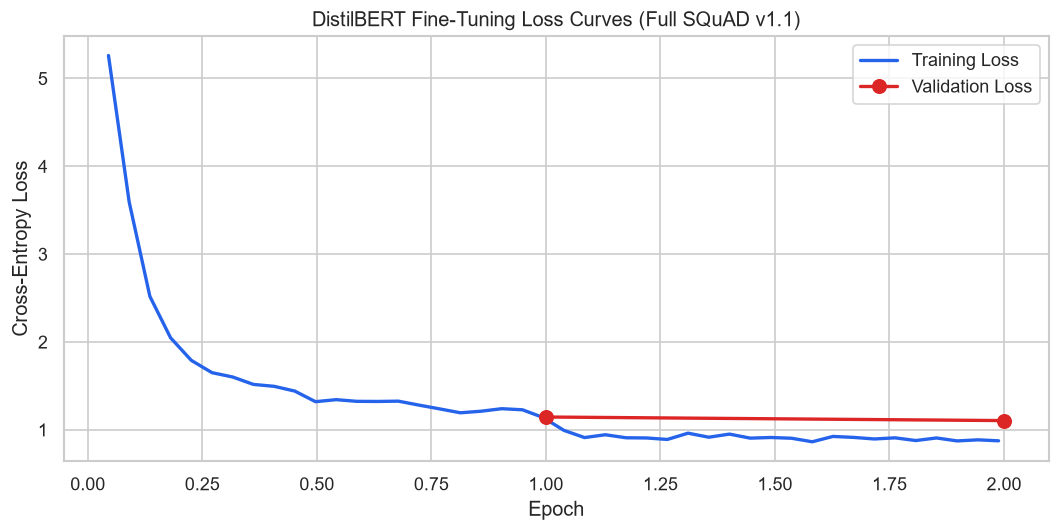 DistilBERT Fine-Tuning Loss Curves (Full SQuAD v1.1)
Training Loss
Validation Loss
Cross-Entropy Loss
5
4
3
2
1
0.00 0.25 0.50 0.75 1.00 1.25 1.50 1.75 2.00
Epoch